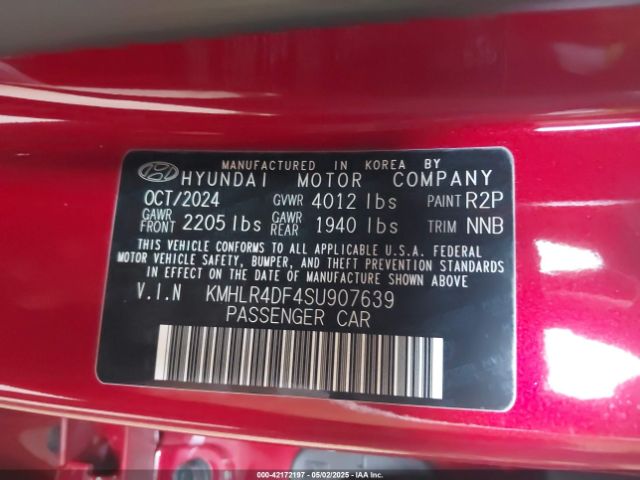 MANUFACTURED IN KOREA BY
HYUNDAI MOTOR COMPANY
OCT/2024 GVWR 4012 lbs PAINT R2P
GAWR FRONT 2205 lbs GAWR REAR 1940 lbs TRIM NNB
THIS VEHICLE CONFORMS TO ALL APPLICABLE U.S.A. FEDERAL
MOTOR VEHICLE SAFETY, BUMPER, AND THEFT PREVENTION STANDARDS
IN EFFECT ON THE DATE OF MANUFACTURE SHOWN ABOVE
V.I.N KMHLR4DF4SU907639
PASSENGER CAR
000-42172197 - 05/02/2025 - IAAI.COM